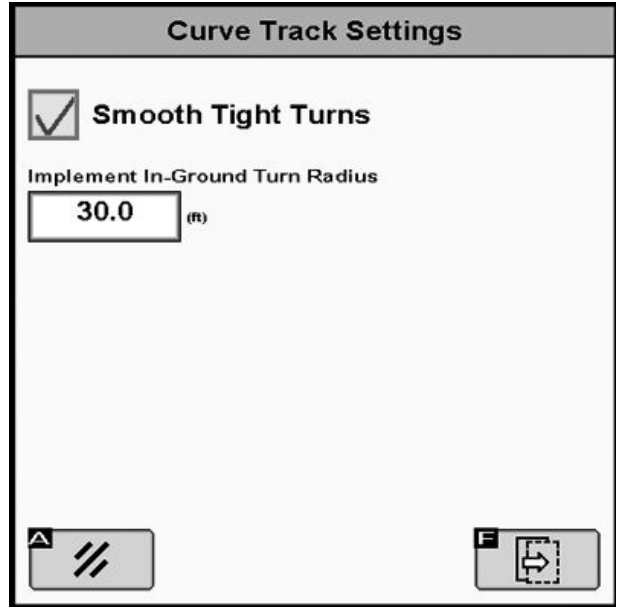 Curve Track Settings
Smooth Tight Turns
Implement In-Ground Turn Radius
30.0 (ft)
A
F